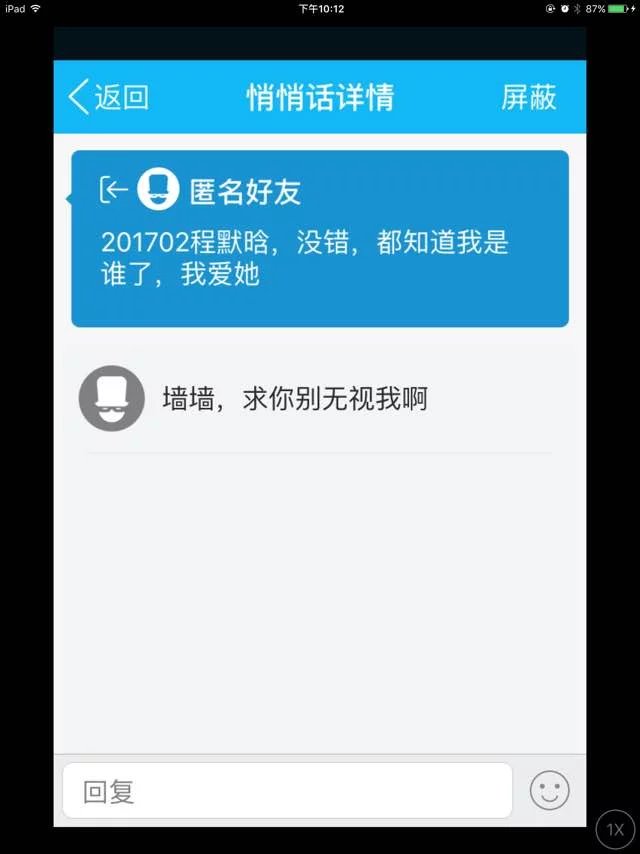 iPad 下午10:12 87%
返回 悄悄话详情 屏蔽
匿名好友
201702程默晗，没错，都知道我是
谁了，我爱她
墙墙，求你别无视我啊
回复
1X